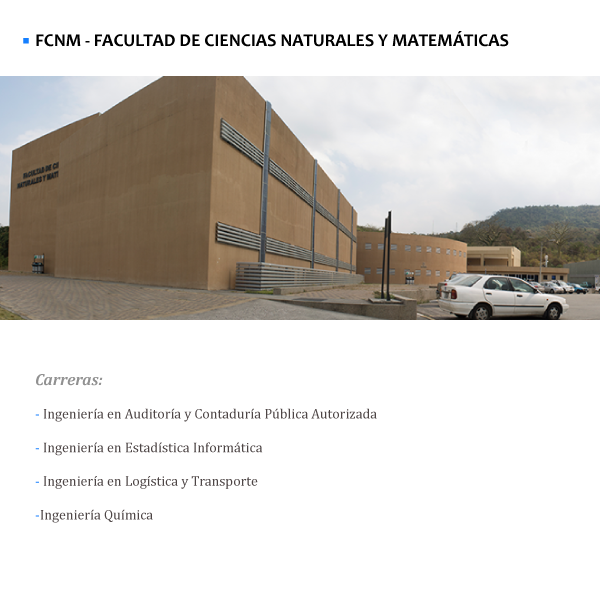 FCNM - FACULTAD DE CIENCIAS NATURALES Y MATEMÁTICAS
FACULTAD DE CI
NATURALES Y MAT
Carreras:
- Ingeniería en Auditoría y Contaduría Pública Autorizada
- Ingeniería en Estadística Informática
- Ingeniería en Logística y Transporte
-Ingeniería Química